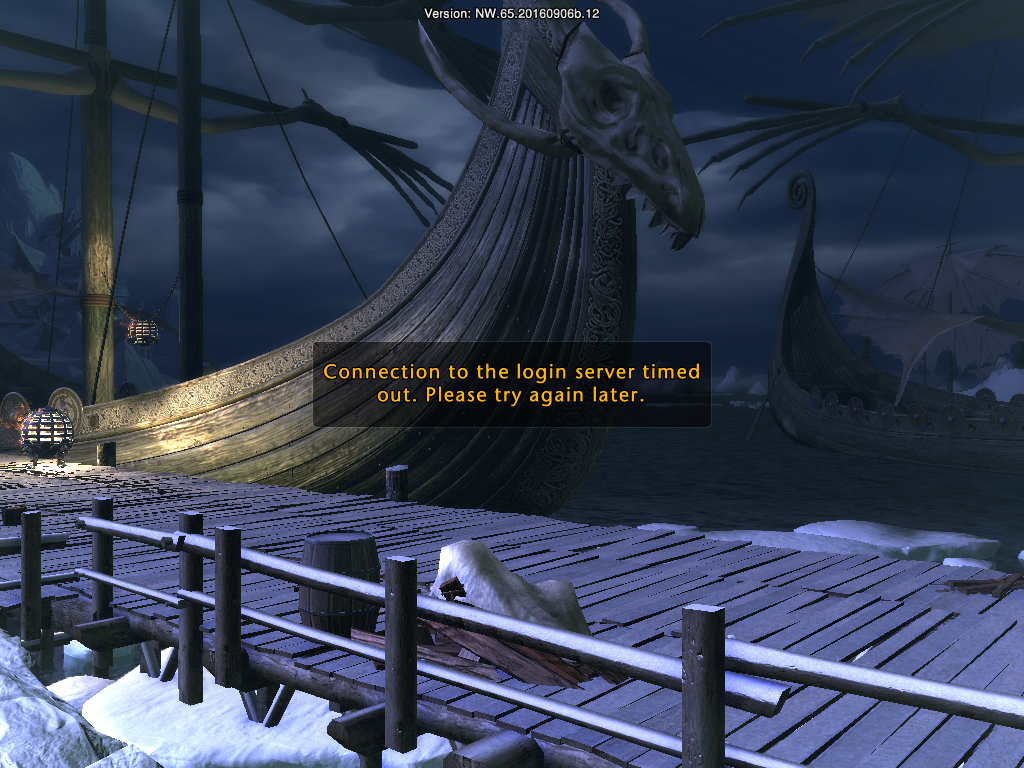 Version: NW.65.20160906b.12
Connection to the login server timed
out. Please try again later.